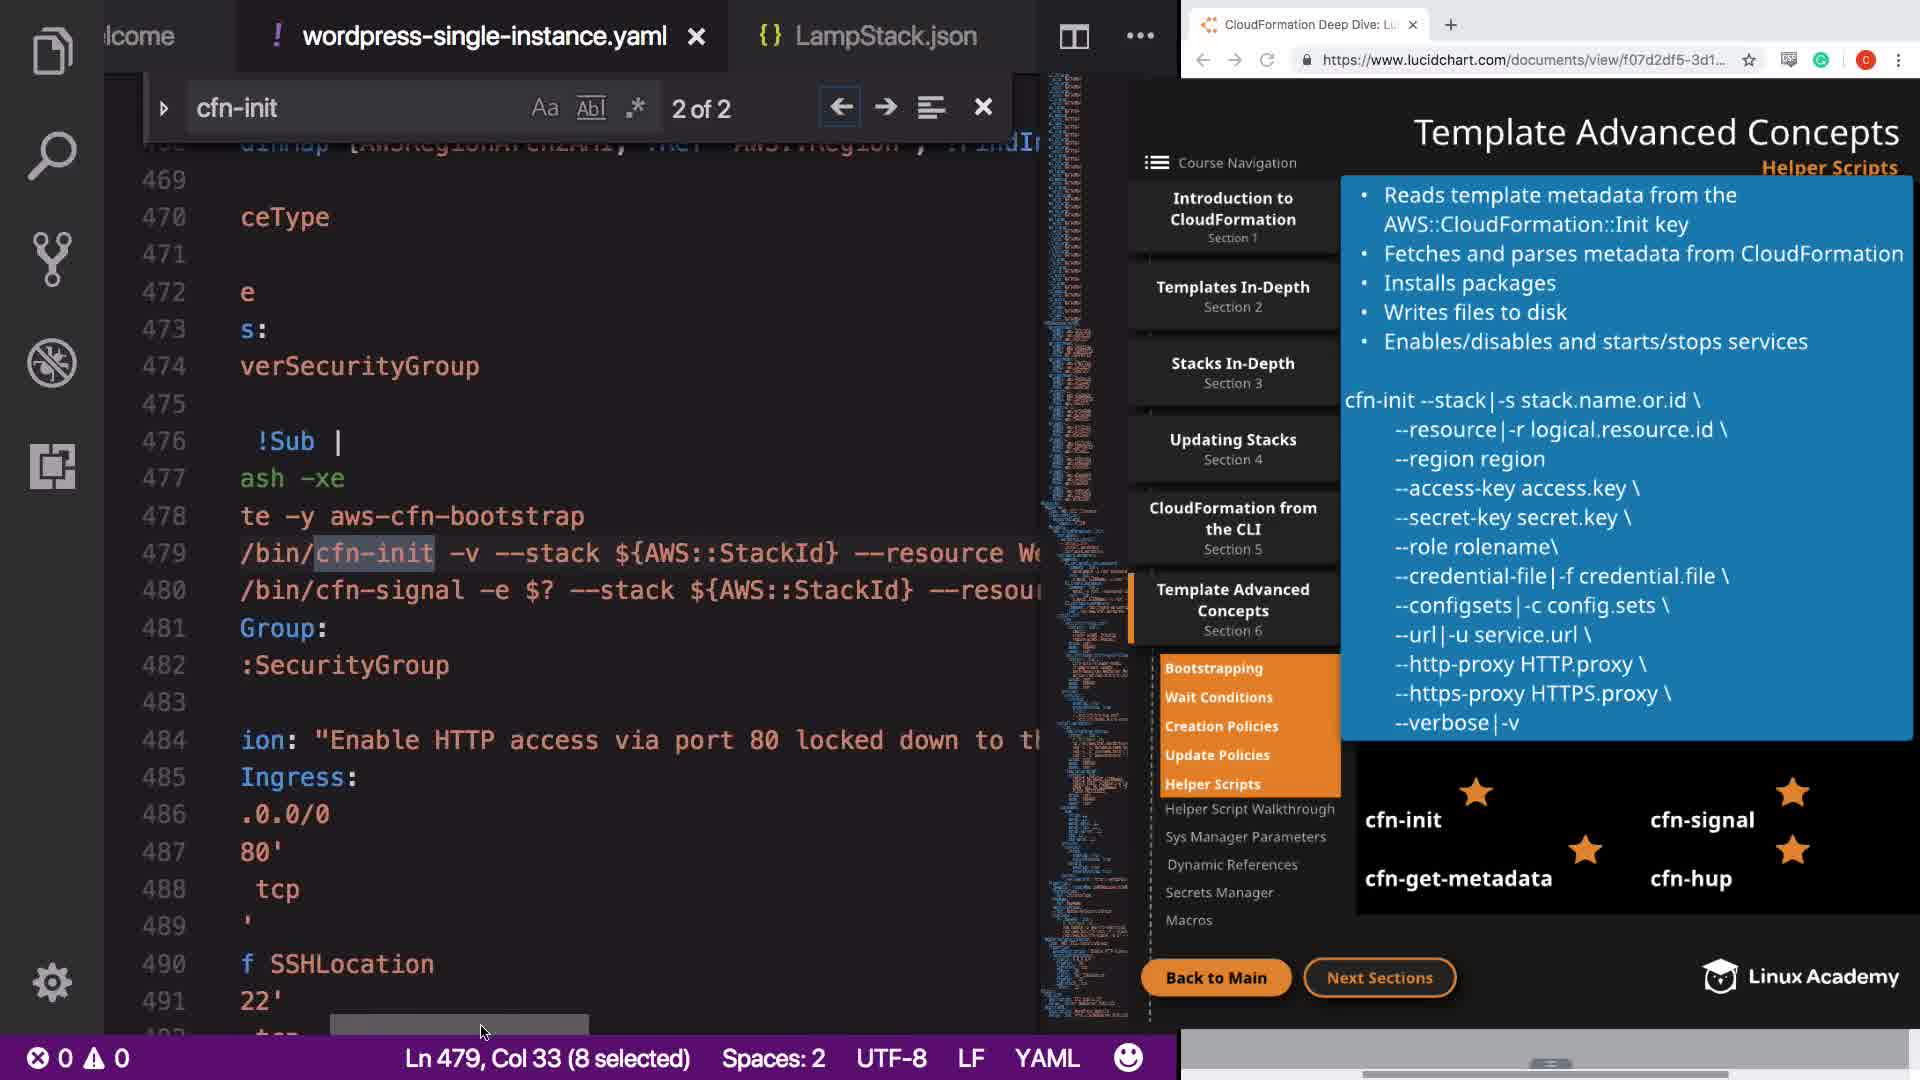 lcome
! wordpress-single-instance.yaml
{} LampStack.json
cfn-init
Aa Abl .* 2 of 2
469
470 ceType
471
472 e
473 s:
474 verSecurityGroup
475
476 !Sub |
477 ash -xe
478 te -y aws-cfn-bootstrap
479 /bin/cfn-init -v --stack ${AWS::StackId} --resource We
480 /bin/cfn-signal -e $? --stack ${AWS::StackId} --resour
481 Group:
482 :SecurityGroup
483
484 ion: "Enable HTTP access via port 80 locked down to th
485 Ingress:
486 .0.0/0
487 80'
488 tcp
489 '
490 f SSHLocation
491 22'
0 0
Ln 479, Col 33 (8 selected)
Spaces: 2
UTF-8
LF
YAML
CloudFormation Deep Dive: Lu
https://www.lucidchart.com/documents/view/f07d2df5-3d1...
C
Template Advanced Concepts
Helper Scripts
Course Navigation
Introduction to
CloudFormation
Section 1
Templates In-Depth
Section 2
Stacks In-Depth
Section 3
Updating Stacks
Section 4
CloudFormation from
the CLI
Section 5
Template Advanced
Concepts
Section 6
Bootstrapping
Wait Conditions
Creation Policies
Update Policies
Helper Scripts
Helper Script Walkthrough
Sys Manager Parameters
Dynamic References
Secrets Manager
Macros
• Reads template metadata from the
AWS::CloudFormation::Init key
• Fetches and parses metadata from CloudFormation
• Installs packages
• Writes files to disk
• Enables/disables and starts/stops services
cfn-init --stack|-s stack.name.or.id \
--resource|-r logical.resource.id \
--region region
--access-key access.key \
--secret-key secret.key \
--role rolename\
--credential-file|-f credential.file \
--configsets|-c config.sets \
--url|-u service.url \
--http-proxy HTTP.proxy \
--https-proxy HTTPS.proxy \
--verbose|-v
cfn-init
cfn-signal
cfn-get-metadata
cfn-hup
Back to Main
Next Sections
Linux Academy